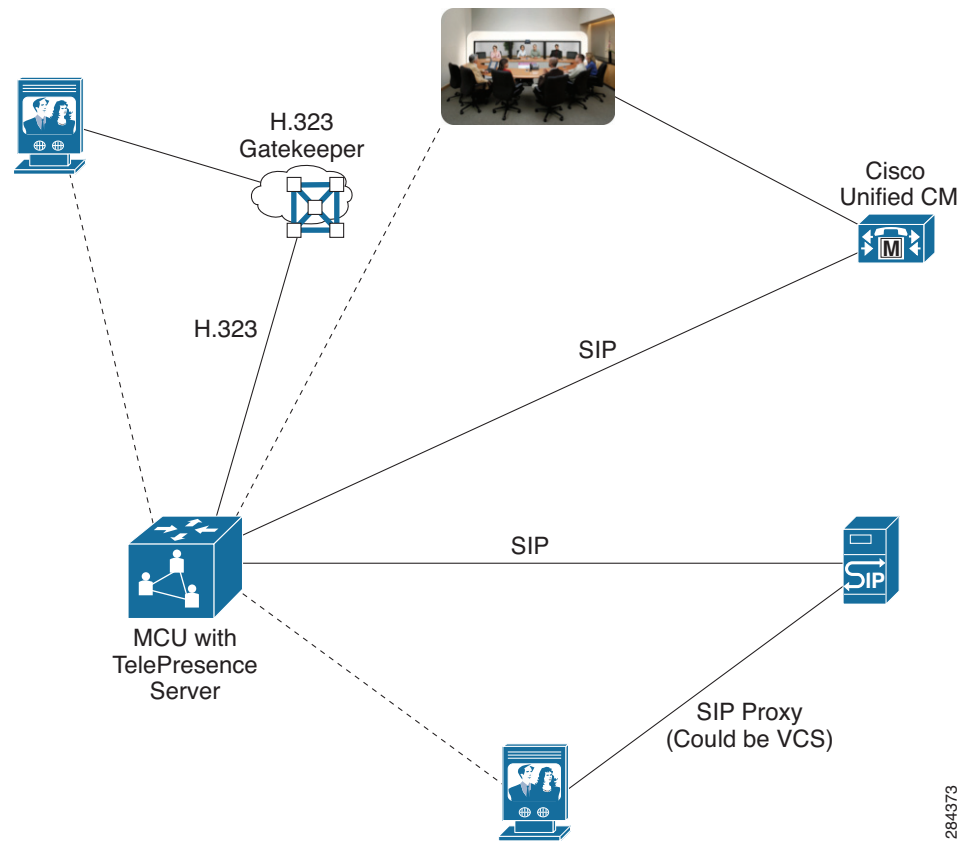 H.323
Gatekeeper
Cisco
Unified CM
M
H.323
SIP
SIP
SIP
MCU with
TelePresence
Server
SIP Proxy
(Could be VCS)
284373